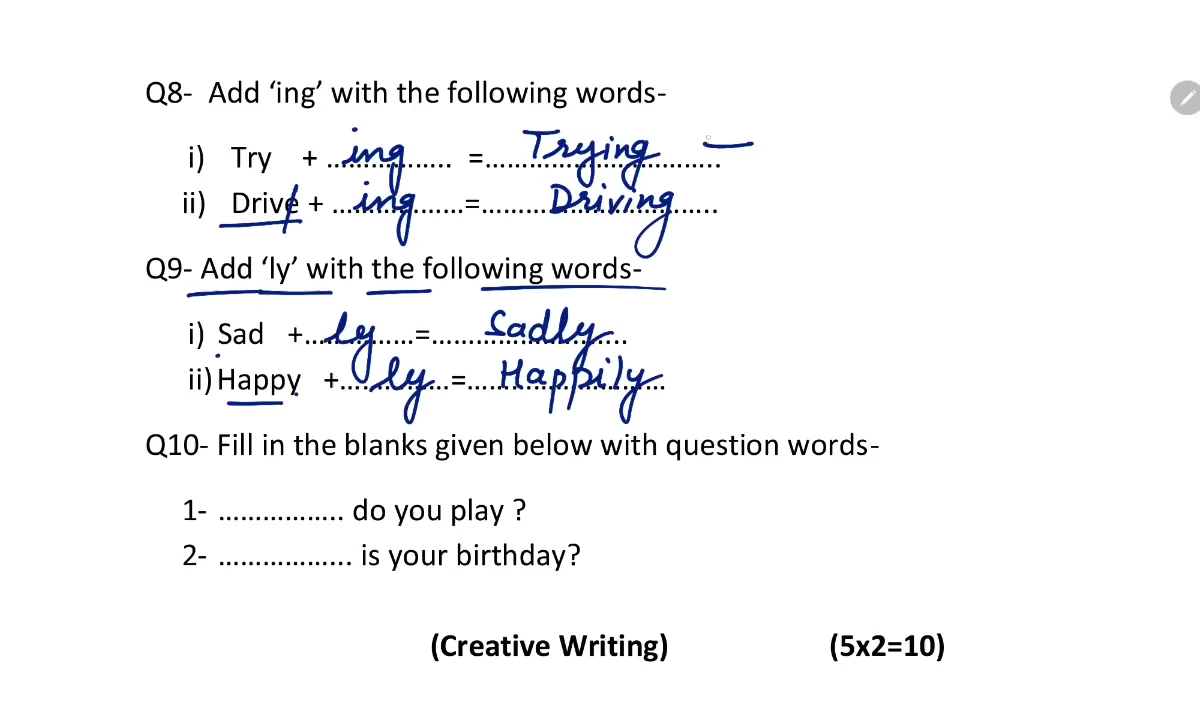 Q8- Add ‘ing’ with the following words-
i) Try + ...ing....... =......Trying.......
ii) Drive + ...ing.......=.......Driving.......
Q9- Add ‘ly’ with the following words-
i) Sad +....ly.....=.......Sadly.......
ii) Happy +....ly....=....Happily....
Q10- Fill in the blanks given below with question words-
1- ................. do you play ?
2- .................. is your birthday?
(Creative Writing) (5x2=10)